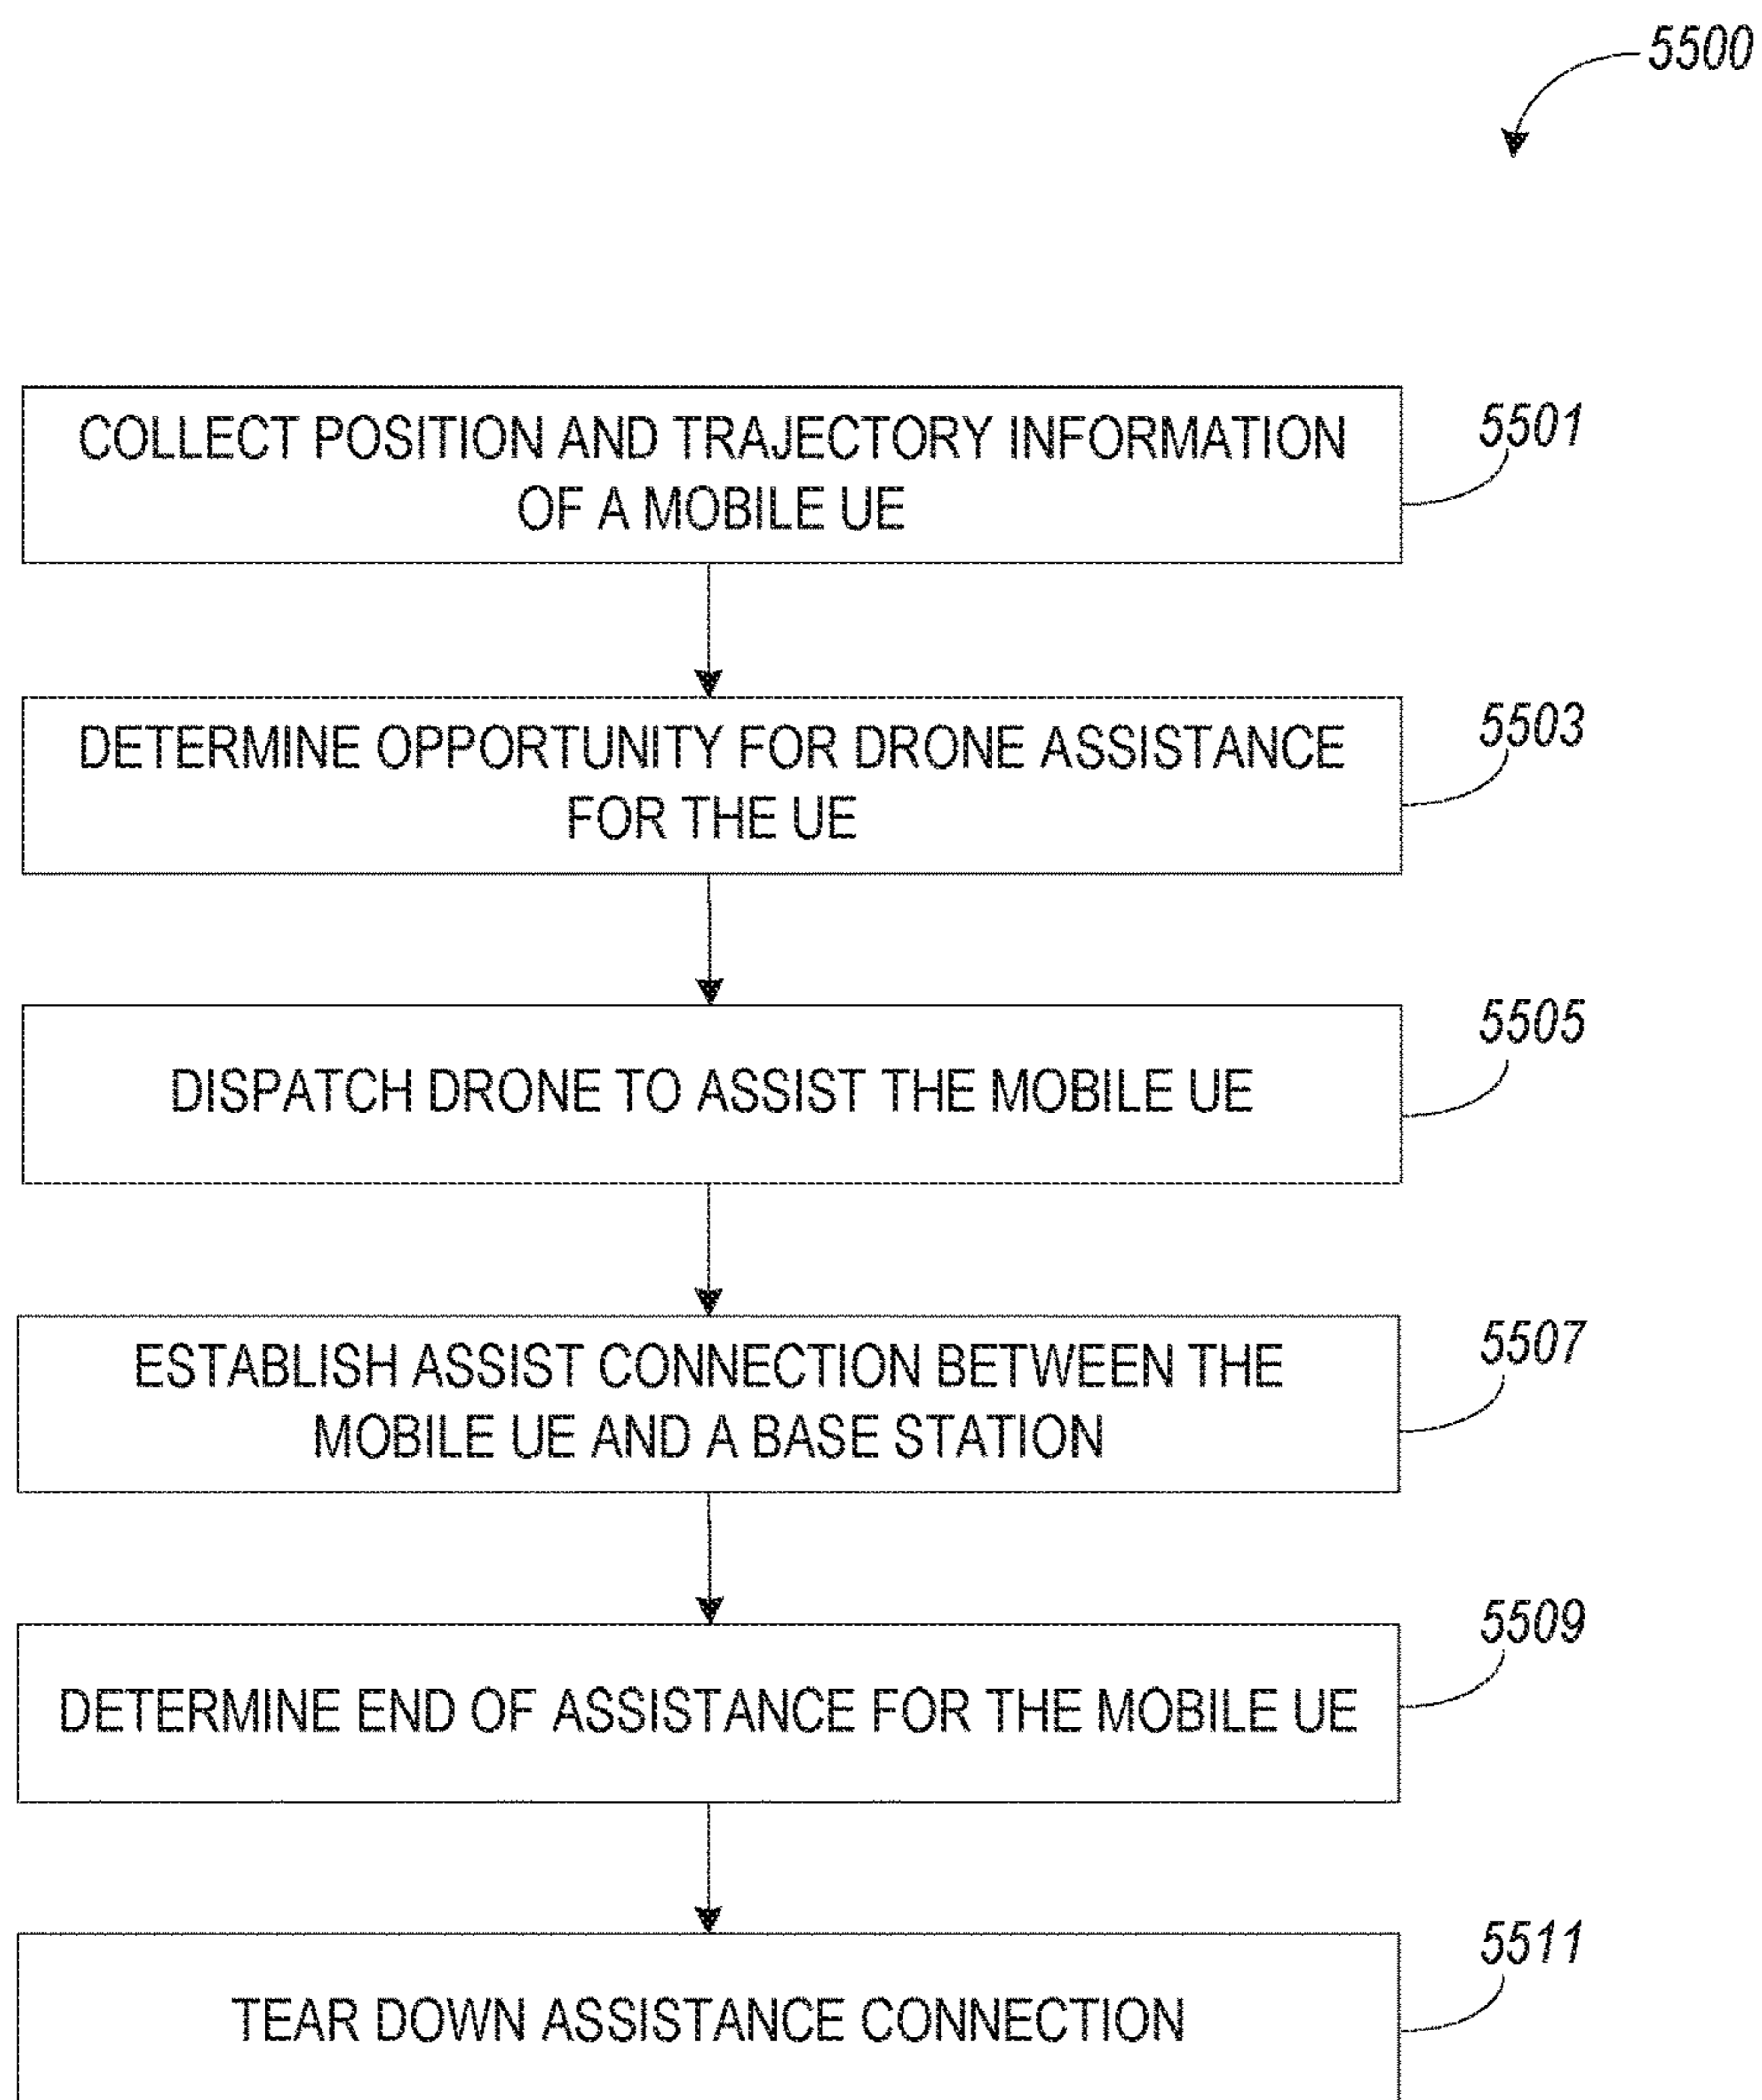 5500
COLLECT POSITION AND TRAJECTORY INFORMATION
OF A MOBILE UE
5501
DETERMINE OPPORTUNITY FOR DRONE ASSISTANCE
FOR THE UE
5503
DISPATCH DRONE TO ASSIST THE MOBILE UE
5505
ESTABLISH ASSIST CONNECTION BETWEEN THE
MOBILE UE AND A BASE STATION
5507
DETERMINE END OF ASSISTANCE FOR THE MOBILE UE
5509
TEAR DOWN ASSISTANCE CONNECTION
5511